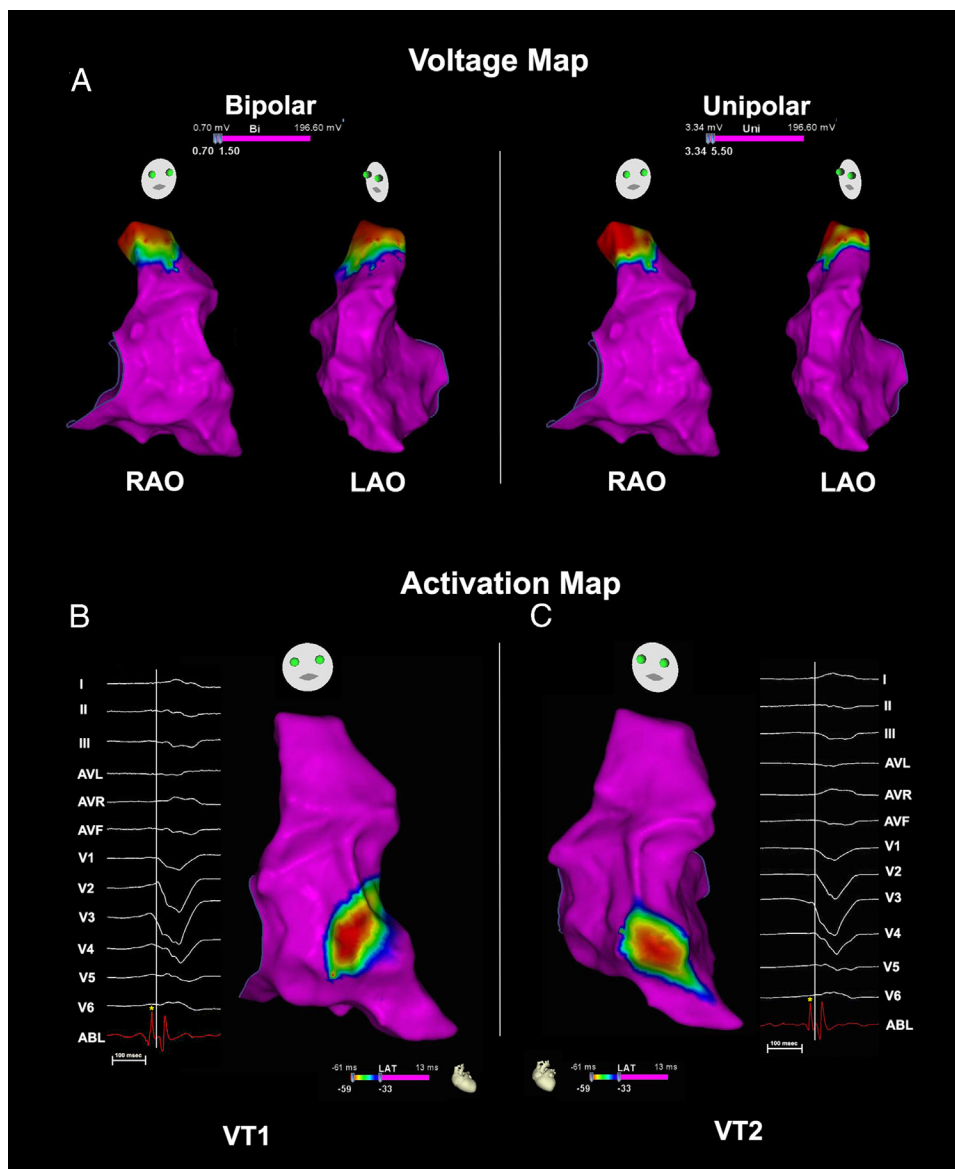 Voltage Map
A
Bipolar
Unipolar
0.70 mV Bi 196.60 mV
3.34 mV Uni 196.60 mV
0.70 1.50
3.34 5.50
RAO
LAO
RAO
LAO
Activation Map
B
C
I
II
III
AVL
AVR
AVF
V1
V2
V3
V4
V5
V6
*
ABL
100 msec
I
II
III
AVL
AVR
AVF
V1
V2
V3
V4
V5
V6
*
ABL
100 msec
-61 ms LAT 13 ms
-59 -33
-61 ms LAT 13 ms
-59 -33
VT1
VT2